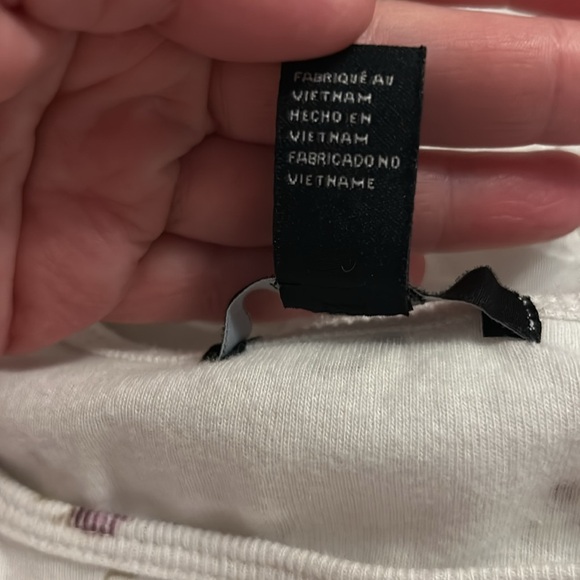 FABRIQUÉ AU
VIETNAM
HECHO EN
VIETNAM
FABRICADO NO
VIETNAME